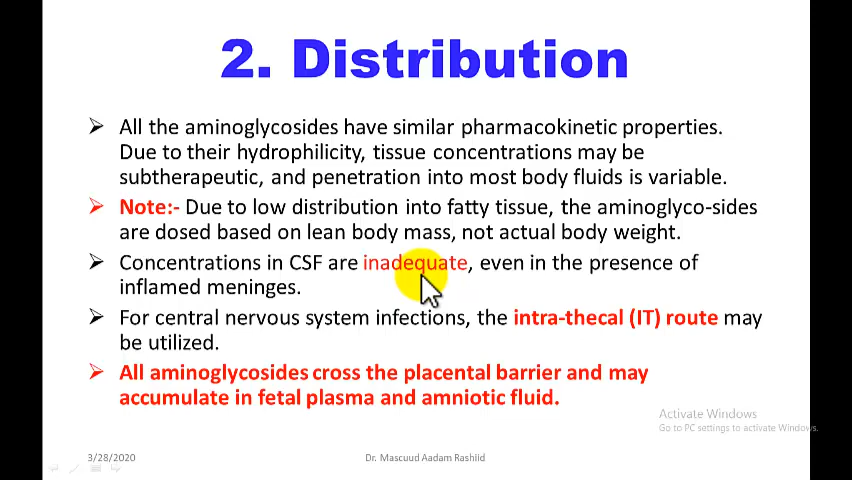 2. Distribution
All the aminoglycosides have similar pharmacokinetic properties.
Due to their hydrophilicity, tissue concentrations may be
subtherapeutic, and penetration into most body fluids is variable.
Note:- Due to low distribution into fatty tissue, the aminoglyco-sides
are dosed based on lean body mass, not actual body weight.
Concentrations in CSF are inadequate, even in the presence of
inflamed meninges.
For central nervous system infections, the intra-thecal (IT) route may
be utilized.
All aminoglycosides cross the placental barrier and may
accumulate in fetal plasma and amniotic fluid.
Activate Windows
Go to PC settings to activate Windows.
3/28/2020
Dr. Mascuud Aadam Rashiid